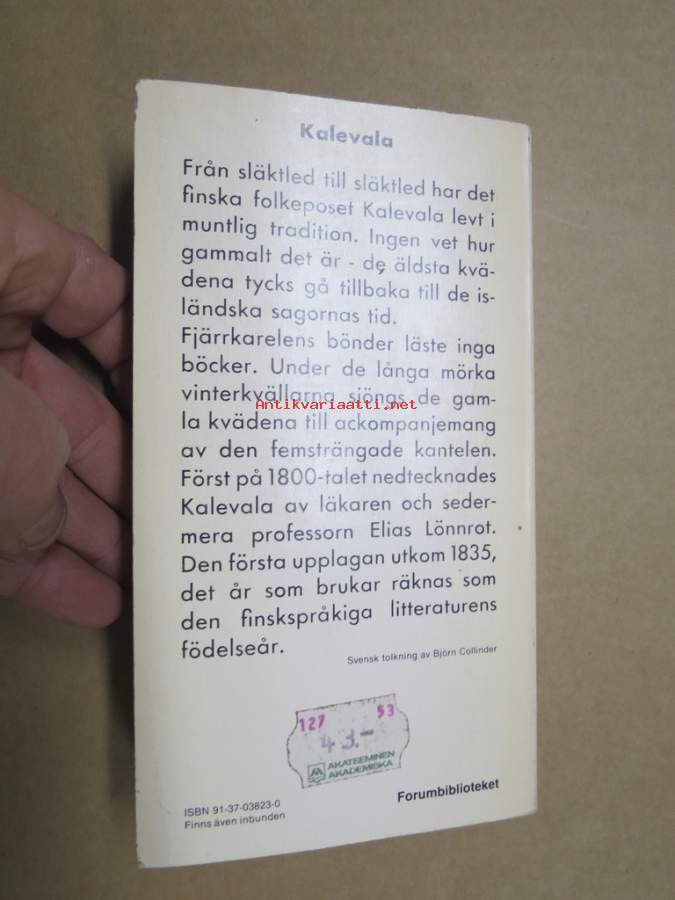 Kalevala
Från släktled till släktled har det
finska folkeposet Kalevala levt i
muntlig tradition. Ingen vet hur
gammalt det är - de äldsta kvä-
dena tycks gå tillbaka till de is-
ländska sagornas tid.
Fjärrkarelens bönder läste inga
böcker. Under de långa mörka
vinterkvällarna sjöngs de gam-
Antikvariaatti.net
la kvädena till ackompanjemang
av den femsträngade kantelen.
Först på 1800-talet nedtecknades
Kalevala av läkaren och seder-
mera professorn Elias Lönnrot.
Den första upplagan utkom 1835,
det år som brukar räknas som
den finskspråkiga litteraturens
födelseår.
Svensk tolkning av Björn Collinder
127 53
43.-
AKATEEMINEN
AKADEMISKA
Forumbiblioteket
ISBN 91-37-03823-0
Finns även inbunden